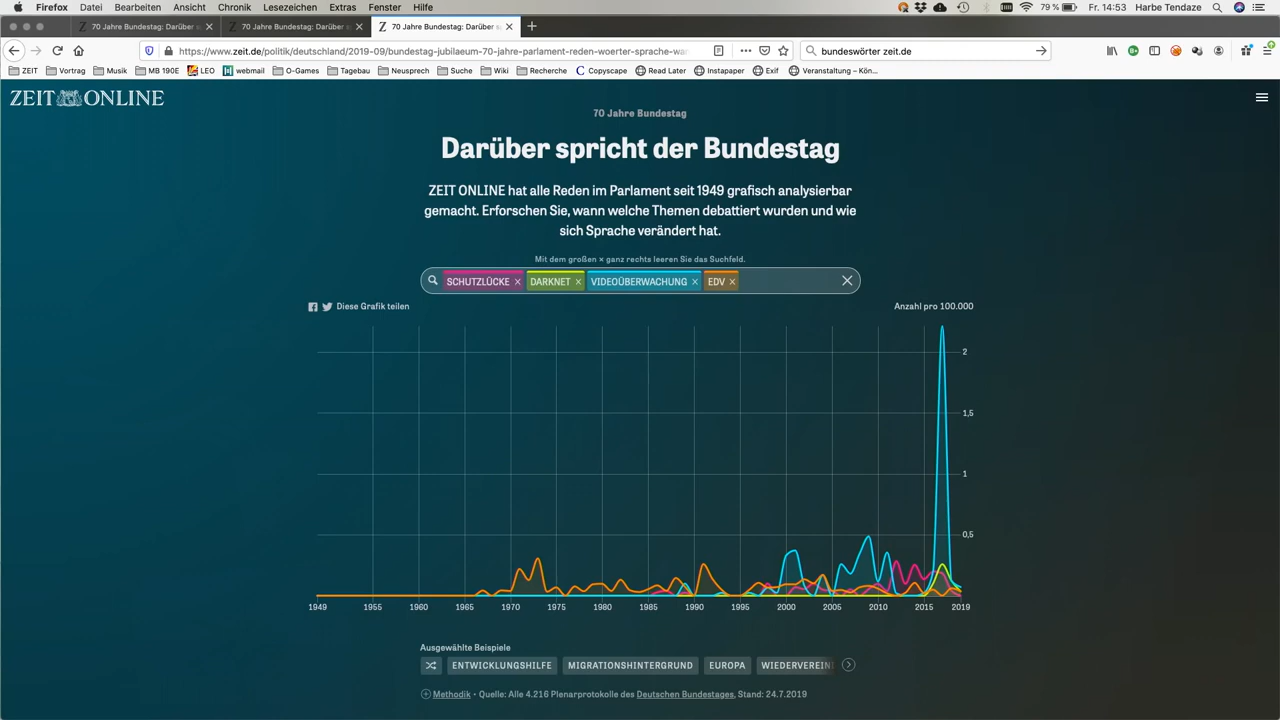 Firefox Datei Bearbeiten Ansicht Chronik Lesezeichen Extras Fenster Hilfe 79 % Fr. 14:53 Harbe Tendaze
70 Jahre Bundestag: Darüber s 70 Jahre Bundestag: Darüber s 70 Jahre Bundestag: Darüber s
https://www.zeit.de/politik/deutschland/2019-09/bundestag-jubilaeum-70-jahre-parlament-reden-woerter-sprache-wa bundeswörter zeit.de
ZEIT Vortrag Musik MB 190E LEO webmail O-Games Tagebau Neusprech Suche Wiki Recherche Copyscape Read Later Instapaper Exif Veranstaltung – Kön…
ZEIT ONLINE
70 Jahre Bundestag
Darüber spricht der Bundestag
ZEIT ONLINE hat alle Reden im Parlament seit 1949 grafisch analysierbar
gemacht. Erforschen Sie, wann welche Themen debattiert wurden und wie
sich Sprache verändert hat.
Mit dem großen × ganz rechts leeren Sie das Suchfeld.
SCHUTZLÜCKE × DARKNET × VIDEOÜBERWACHUNG × EDV ×
Diese Grafik teilen Anzahl pro 100.000
2
1,5
1
0,5
1949 1955 1960 1965 1970 1975 1980 1985 1990 1995 2000 2005 2010 2015 2019
Ausgewählte Beispiele
ENTWICKLUNGSHILFE MIGRATIONSHINTERGRUND EUROPA WIEDERVEREIN
Methodik • Quelle: Alle 4.216 Plenarprotokolle des Deutschen Bundestages, Stand: 24.7.2019